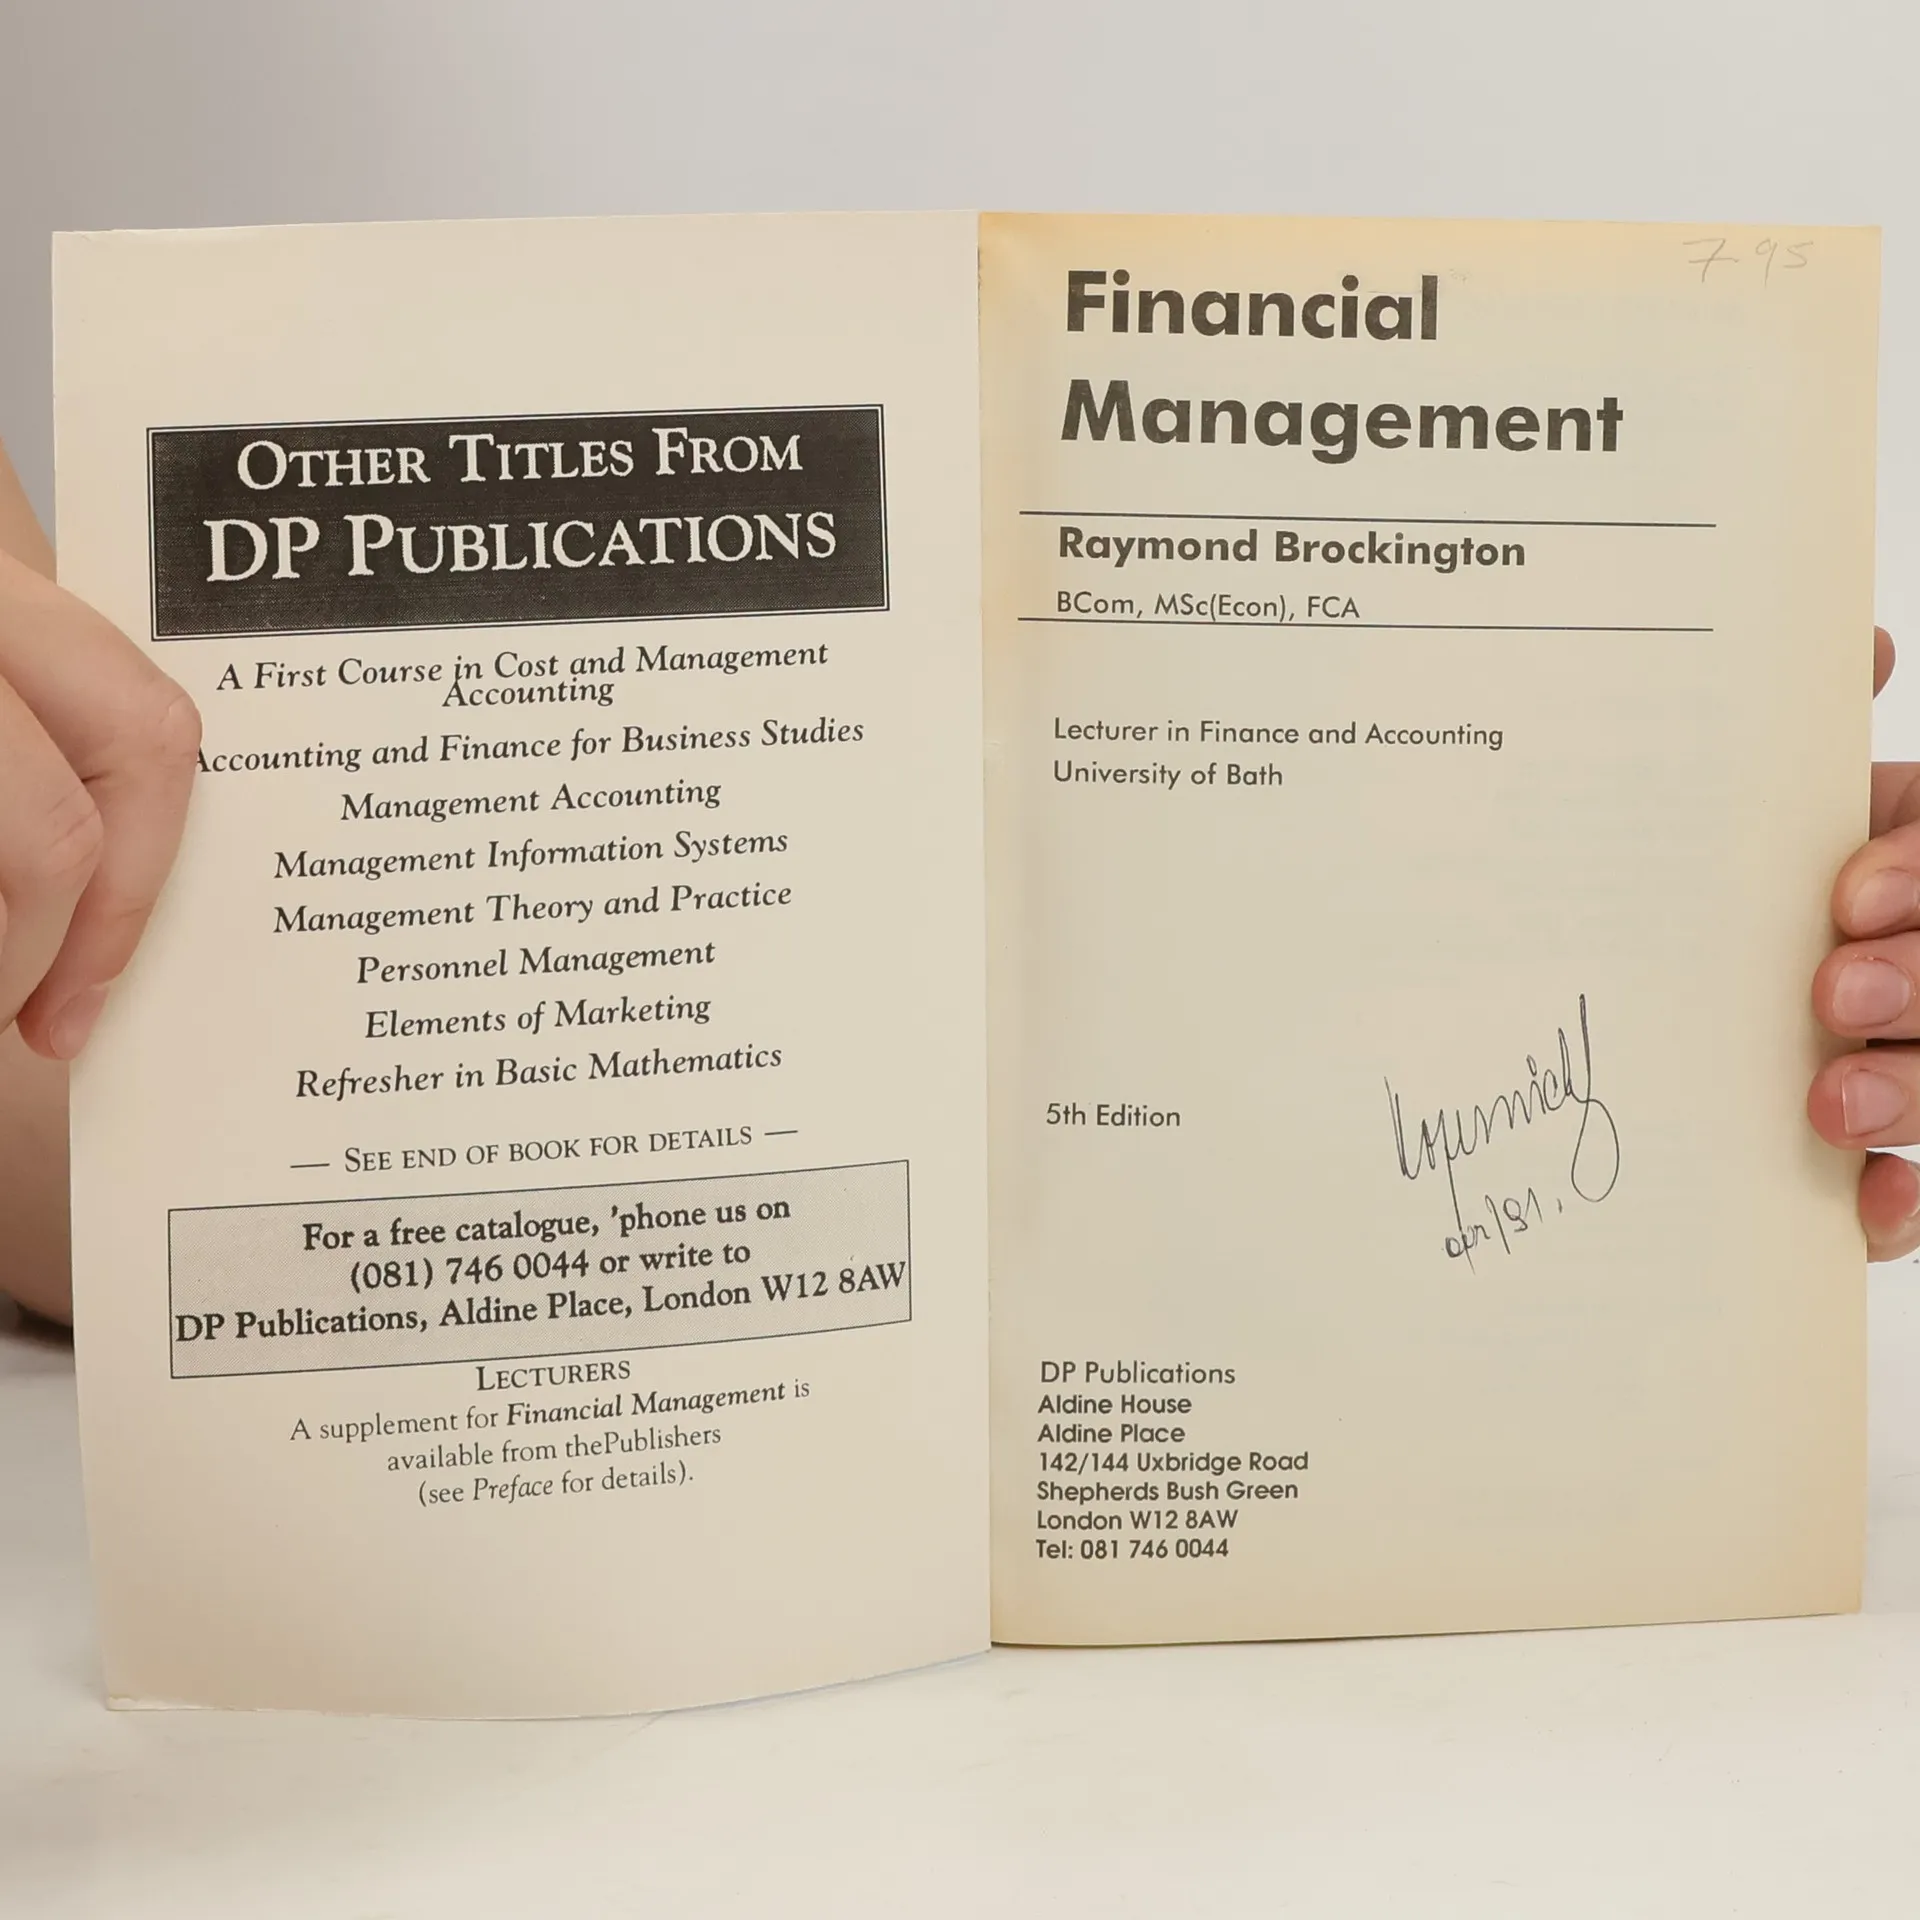 OTHER TITLES FROM
DP PUBLICATIONS
A First Course in Cost and Management
Accounting
Accounting and Finance for Business Studies
Management Accounting
Management Information Systems
Management Theory and Practice
Personnel Management
Elements of Marketing
Refresher in Basic Mathematics
— SEE END OF BOOK FOR DETAILS —
For a free catalogue, 'phone us on
(081) 746 0044 or write to
DP Publications, Aldine Place, London W12 8AW
LECTURERS
A supplement for Financial Management is
available from thePublishers
(see Preface for details).
7.95
Financial
Management
Raymond Brockington
BCom, MSc(Econ), FCA
Lecturer in Finance and Accounting
University of Bath
5th Edition
DP Publications
Aldine House
Aldine Place
142/144 Uxbridge Road
Shepherds Bush Green
London W12 8AW
Tel: 081 746 0044